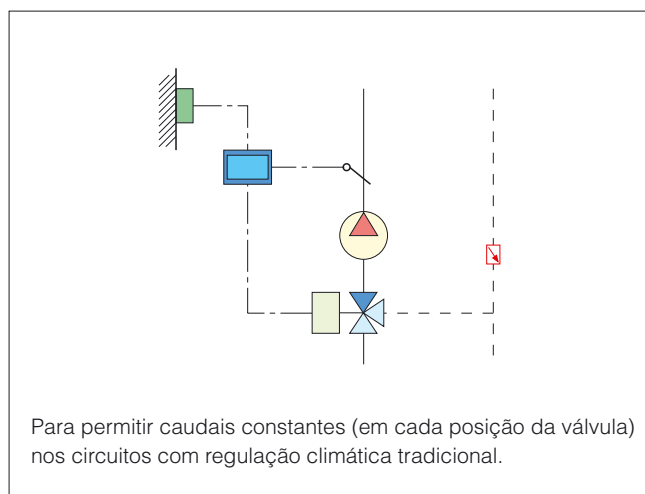 Para permitir caudais constantes (em cada posição da válvula)
nos circuitos com regulação climática tradicional.